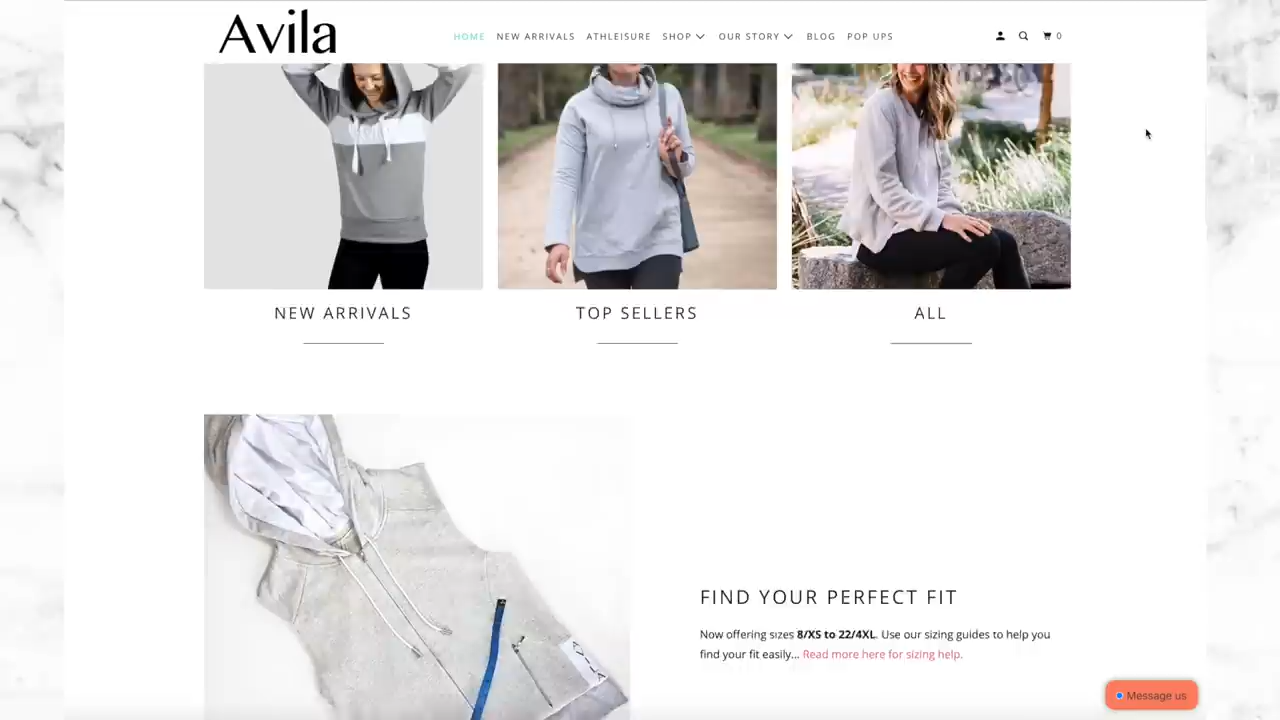 Avila
HOME NEW ARRIVALS ATHLEISURE SHOP OUR STORY BLOG POP UPS 0
NEW ARRIVALS TOP SELLERS ALL
FIND YOUR PERFECT FIT
Now offering sizes 8/XS to 22/4XL. Use our sizing guides to help you
find your fit easily... Read more here for sizing help.
Message us